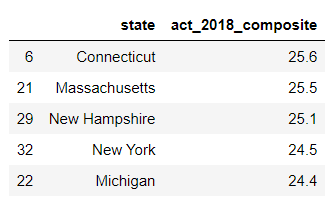 state act_2018_composite
6 Connecticut 25.6
21 Massachusetts 25.5
29 New Hampshire 25.1
32 New York 24.5
22 Michigan 24.4